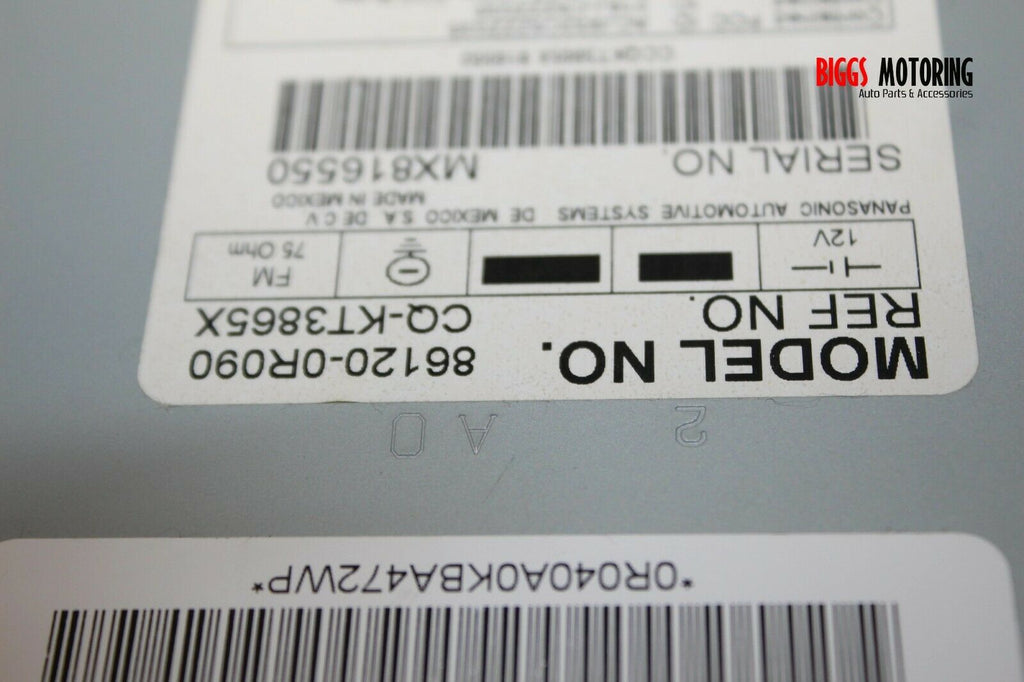 BIGGS MOTORING
Auto Parts & Accessories
*0R040A0KBA472WP*
2 A0
MODEL NO. 86120-0R090
REF NO. CQ-KT3865X
12V FM 75 Ohm
PANASONIC AUTOMOTIVE SYSTEMS DE MEXICO S.A. DE C.V.
MADE IN MEXICO
SERIAL NO. MX816550